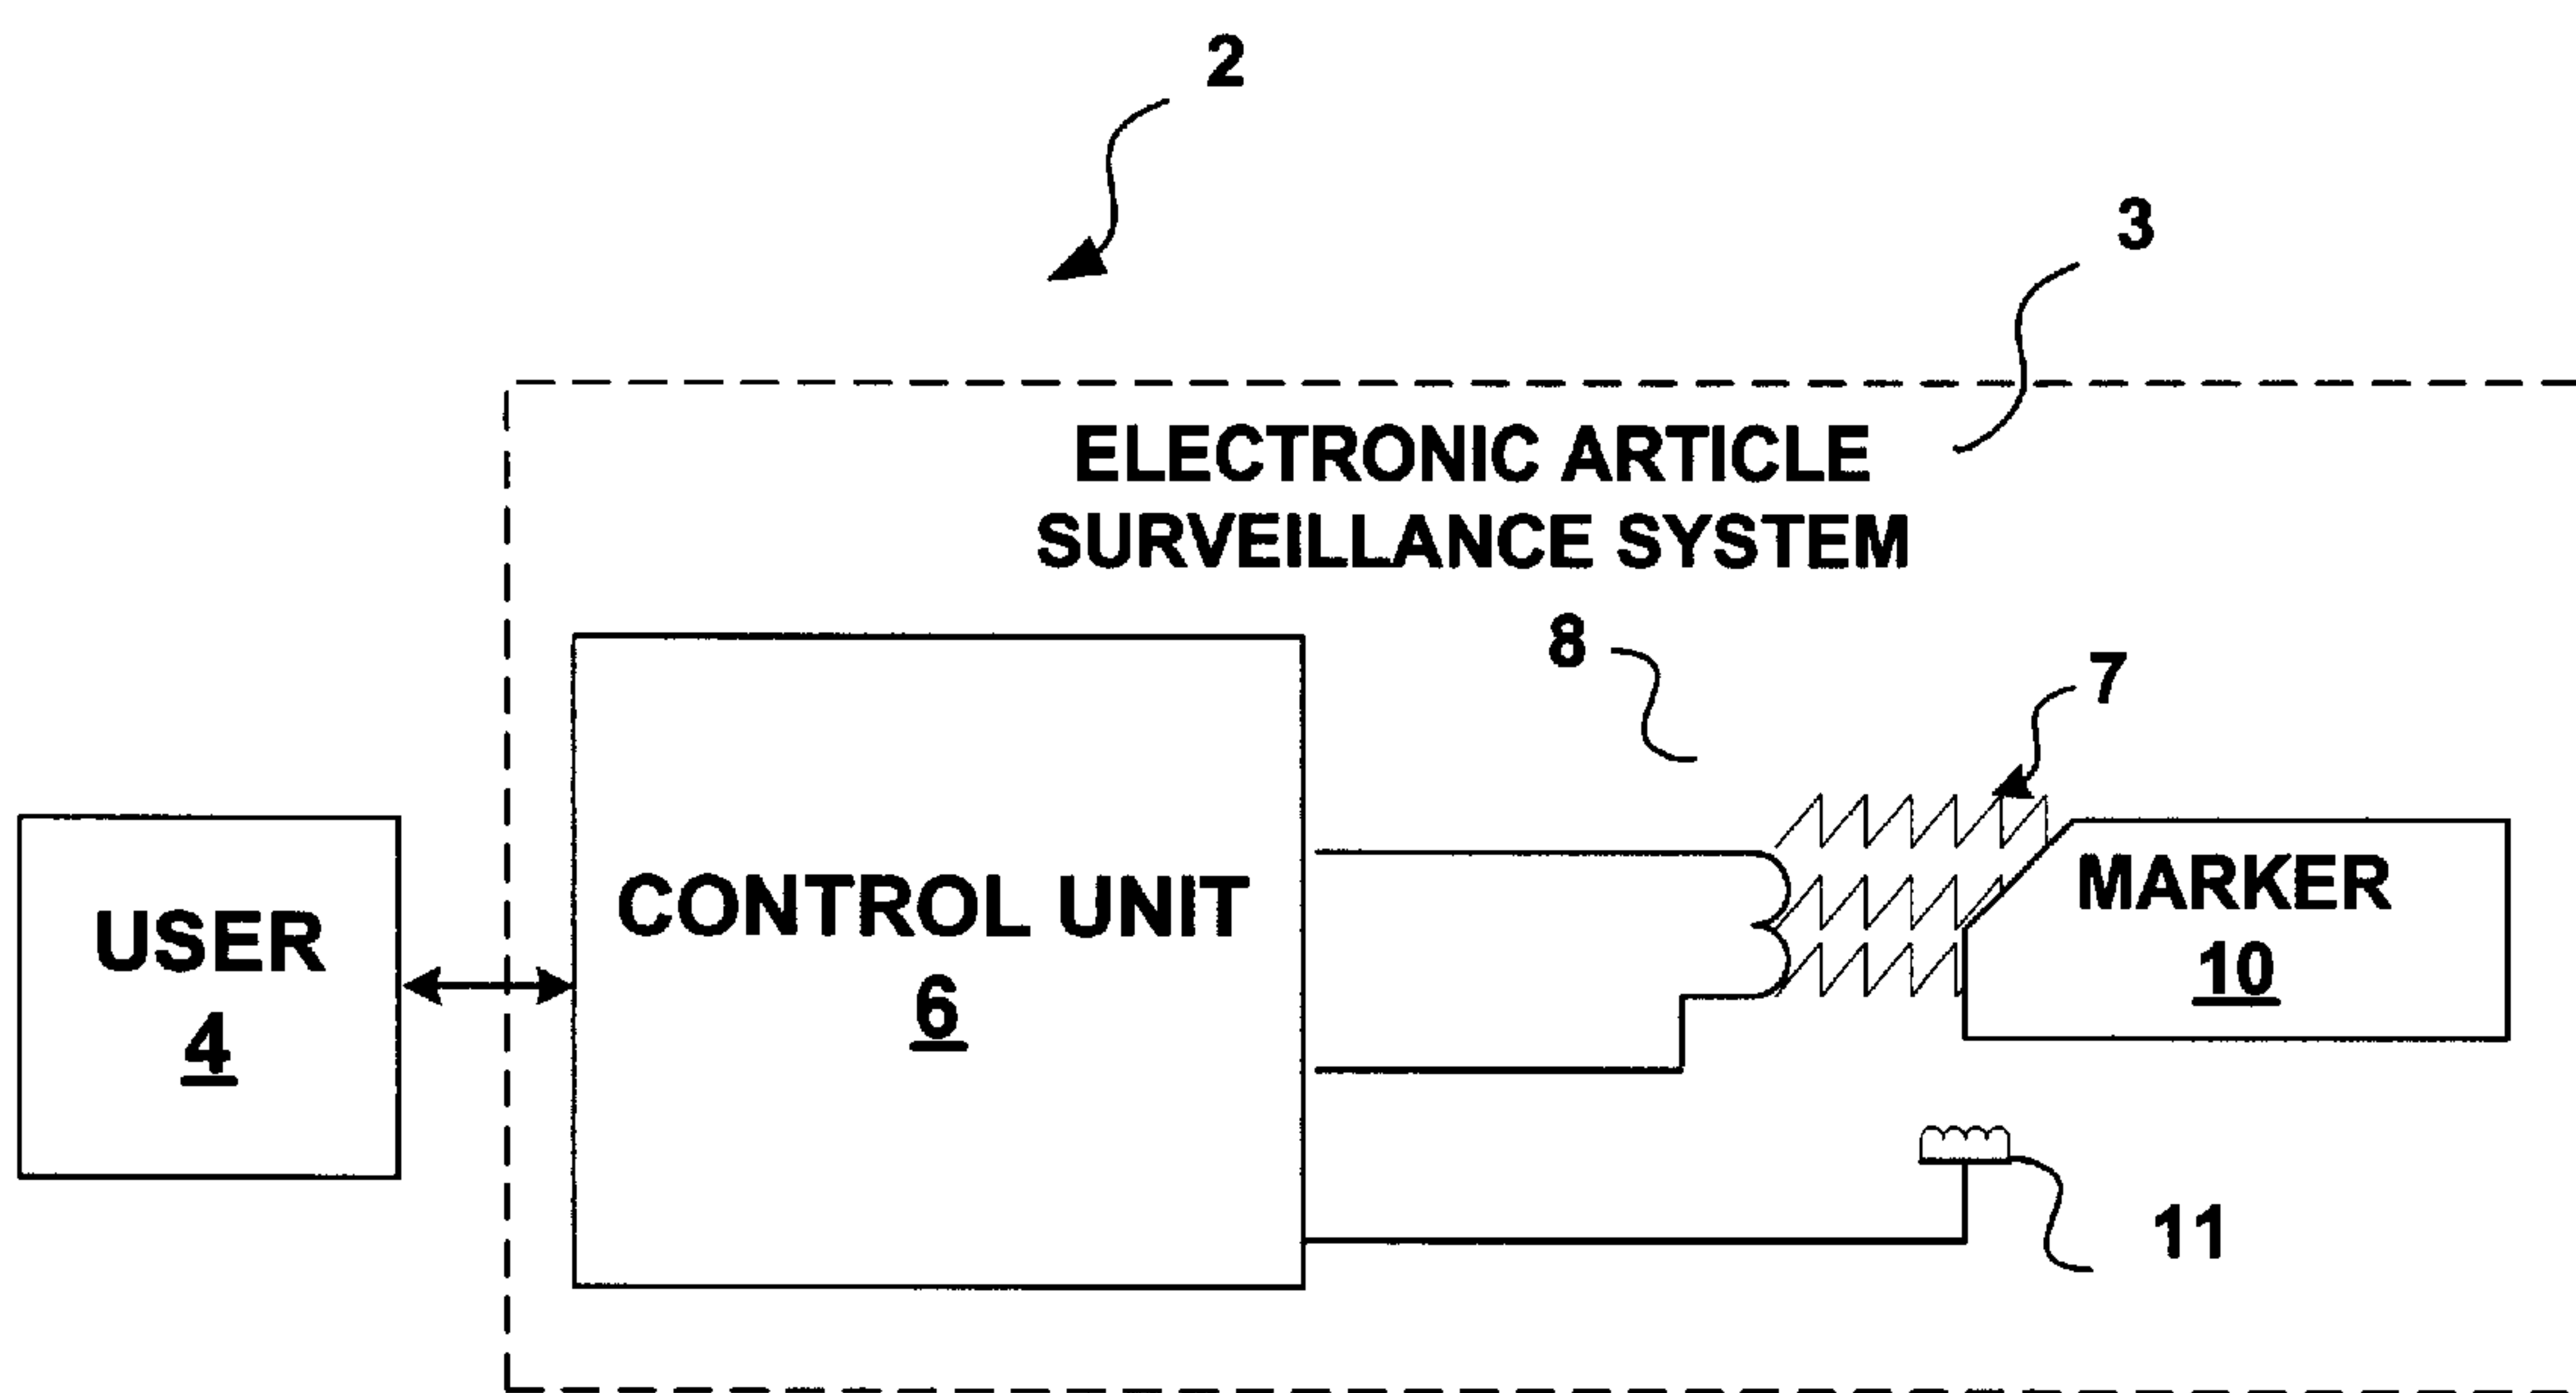 2
3
ELECTRONIC ARTICLE
SURVEILLANCE SYSTEM
8
7
USER
4
CONTROL UNIT
6
MARKER
10
11